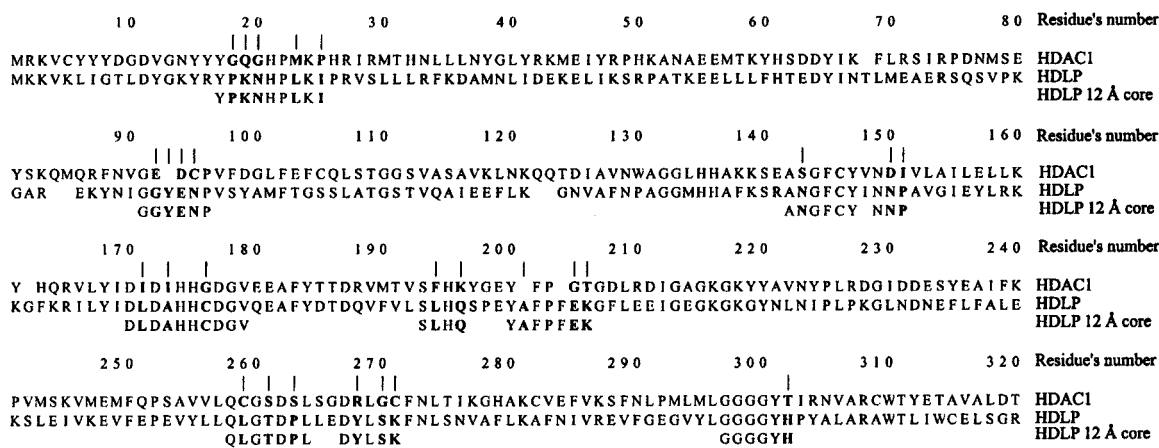 10 20 30 40 50 60 70 80 Residue's number
MRKVCYYYDGDVGNYYYGQGHPMKPHRIRMTHNLLLNYGLYRKMEIYRPHKANAEEMTKYHSDDYIK FLRSIRPDNMSE HDAC1
MKKVKLIGTLDYGKYRYPKNHPLKIPRVSLLLRFKDAMNLIDEKELIKSRPATKEELLLFHTEDYINTLMEAERSQSVPK HDLP
YPKNHPLKI HDLP 12 Å core
90 100 110 120 130 140 150 160 Residue's number
YSKQMQRFNVGE DCPVFDGLFEFCQLSTGGSVASAVKLNKQQTDIAVNWAGGLHHAKKSEASGFCYVNDIVLAILELLK HDAC1
GAR EKYNIGGYENPVSYAMFTGSSLATGSTVQAIEEFLK GNVAFNPAGGMHHAFKSRANGFCYINNPAVGIEYLRK HDLP
GGYENP ANGFCY NNP HDLP 12 Å core
170 180 190 200 210 220 230 240 Residue's number
Y HQRVLYIDIDIHHGDGVEEAFYTTDRVMTVSFHKYGEY FP GTGDLRDIGAGKGKYYAVNYPLRDGIDDESYEAIFK HDAC1
KGFKRILYIDLDAHHCDGVQEAFYDTDQVFVLSLHQSPEYAFPFEKGFLEEIGEGKGKGYNLNIPLPKGLNDNEFLFALE HDLP
DLDAHHCDGV SLHQ YAFPFEK HDLP 12 Å core
250 260 270 280 290 300 310 320 Residue's number
PVMSKVMEMFQPSAVVLQCGSDSLSGDRLGCFNLTIKGHAKCVEFVKSFNLPMLMLGGGGYTIRNVARCWTYETAVALDT HDAC1
KSLEIVKEVFEPEVYLLQLGTDPLLEDYLSKFNLSNVAFLKAFNIVREVFGEGVYLGGGGYHPYALARAWTLIWCELSGR HDLP
QLGTDPL DYLSK GGGGYH HDLP 12 Å core